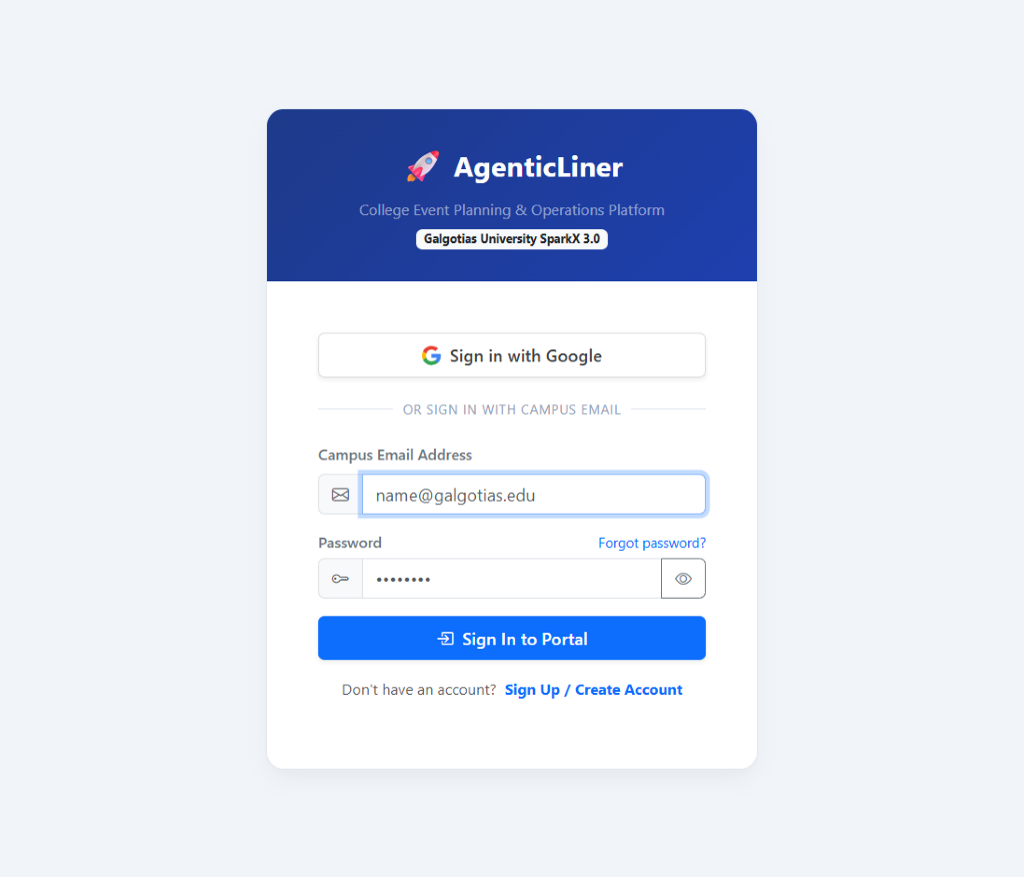 AgenticLiner
College Event Planning & Operations Platform
Galgotias University SparkX 3.0
Sign in with Google
OR SIGN IN WITH CAMPUS EMAIL
Campus Email Address
name@galgotias.edu
Password Forgot password?
••••••••
Sign In to Portal
Don't have an account? Sign Up / Create Account